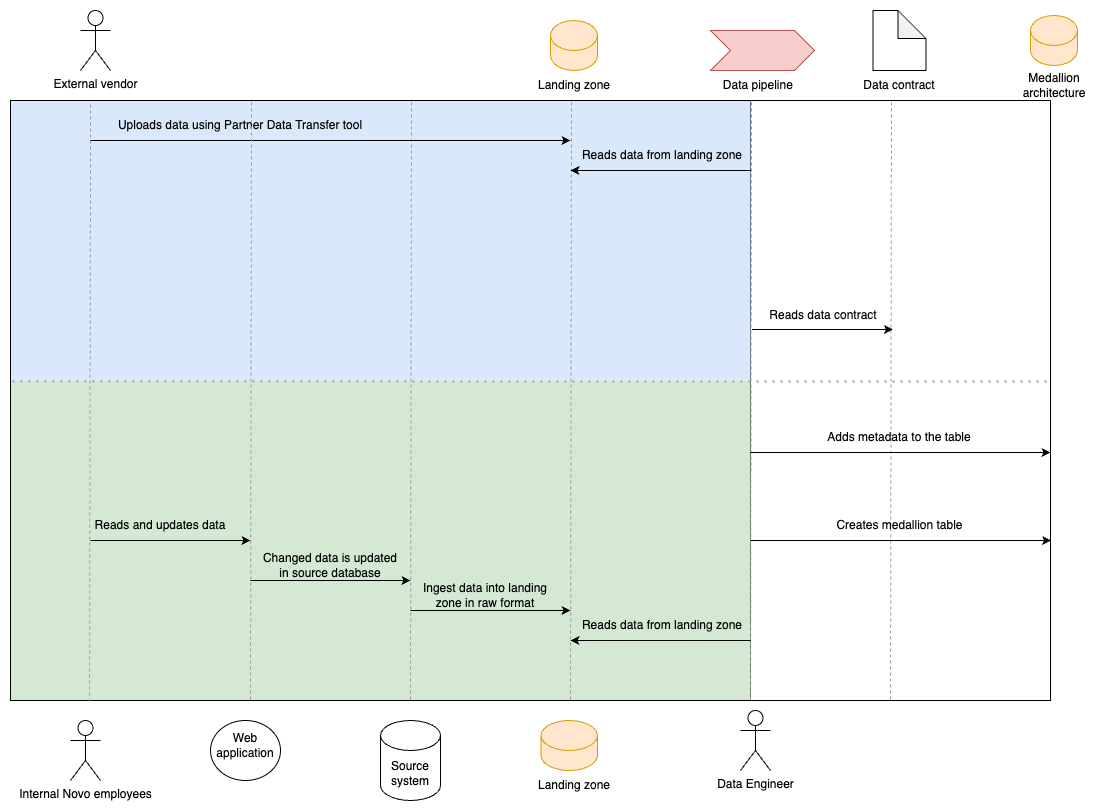 External vendor
Landing zone
Data pipeline
Data contract
Medallion
architecture
Uploads data using Partner Data Transfer tool
Reads data from landing zone
Reads data contract
Adds metadata to the table
Reads and updates data
Creates medallion table
Changed data is updated
in source database
Ingest data into landing
zone in raw format
Reads data from landing zone
Internal Novo employees
Web
application
Source
system
Landing zone
Data Engineer